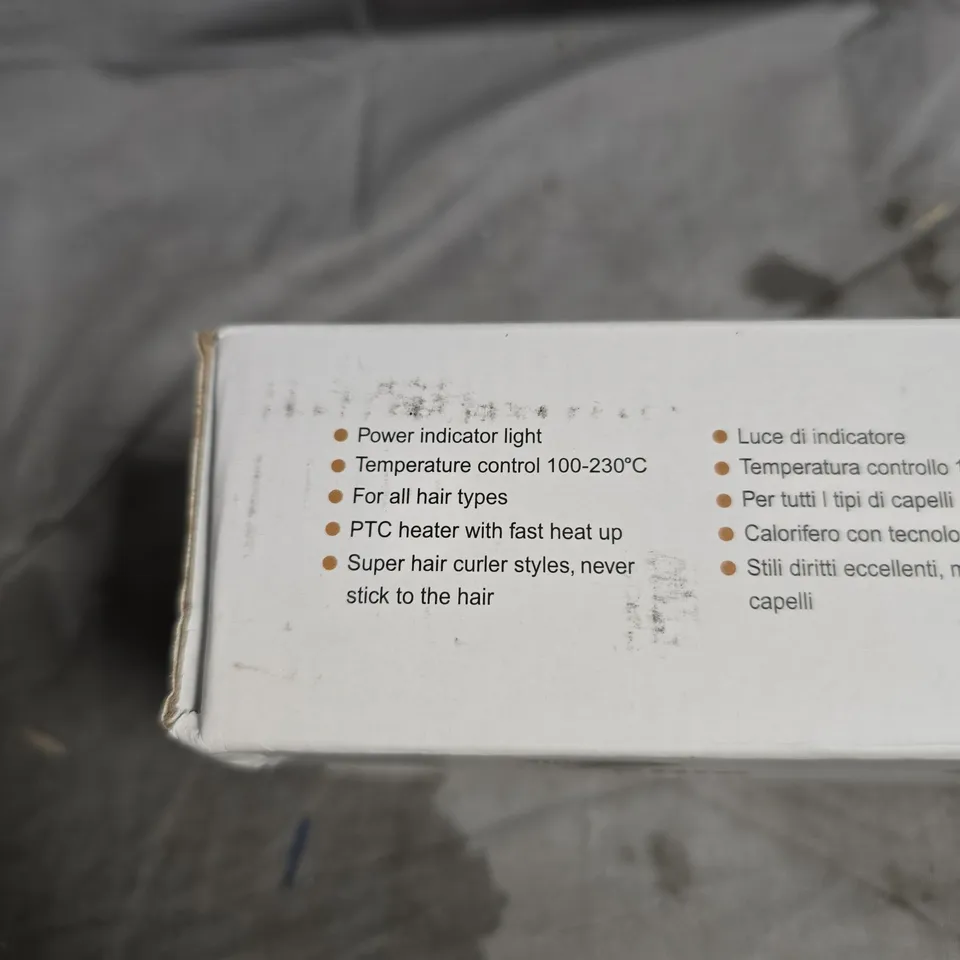 Power indicator light
Temperature control 100-230°C
For all hair types
PTC heater with fast heat up
Super hair curler styles, never
stick to the hair
Luce di indicatore
Temperatura controllo
Per tutti I tipi di capelli
Calorifero con
Stili diritti eccellenti,
capelli